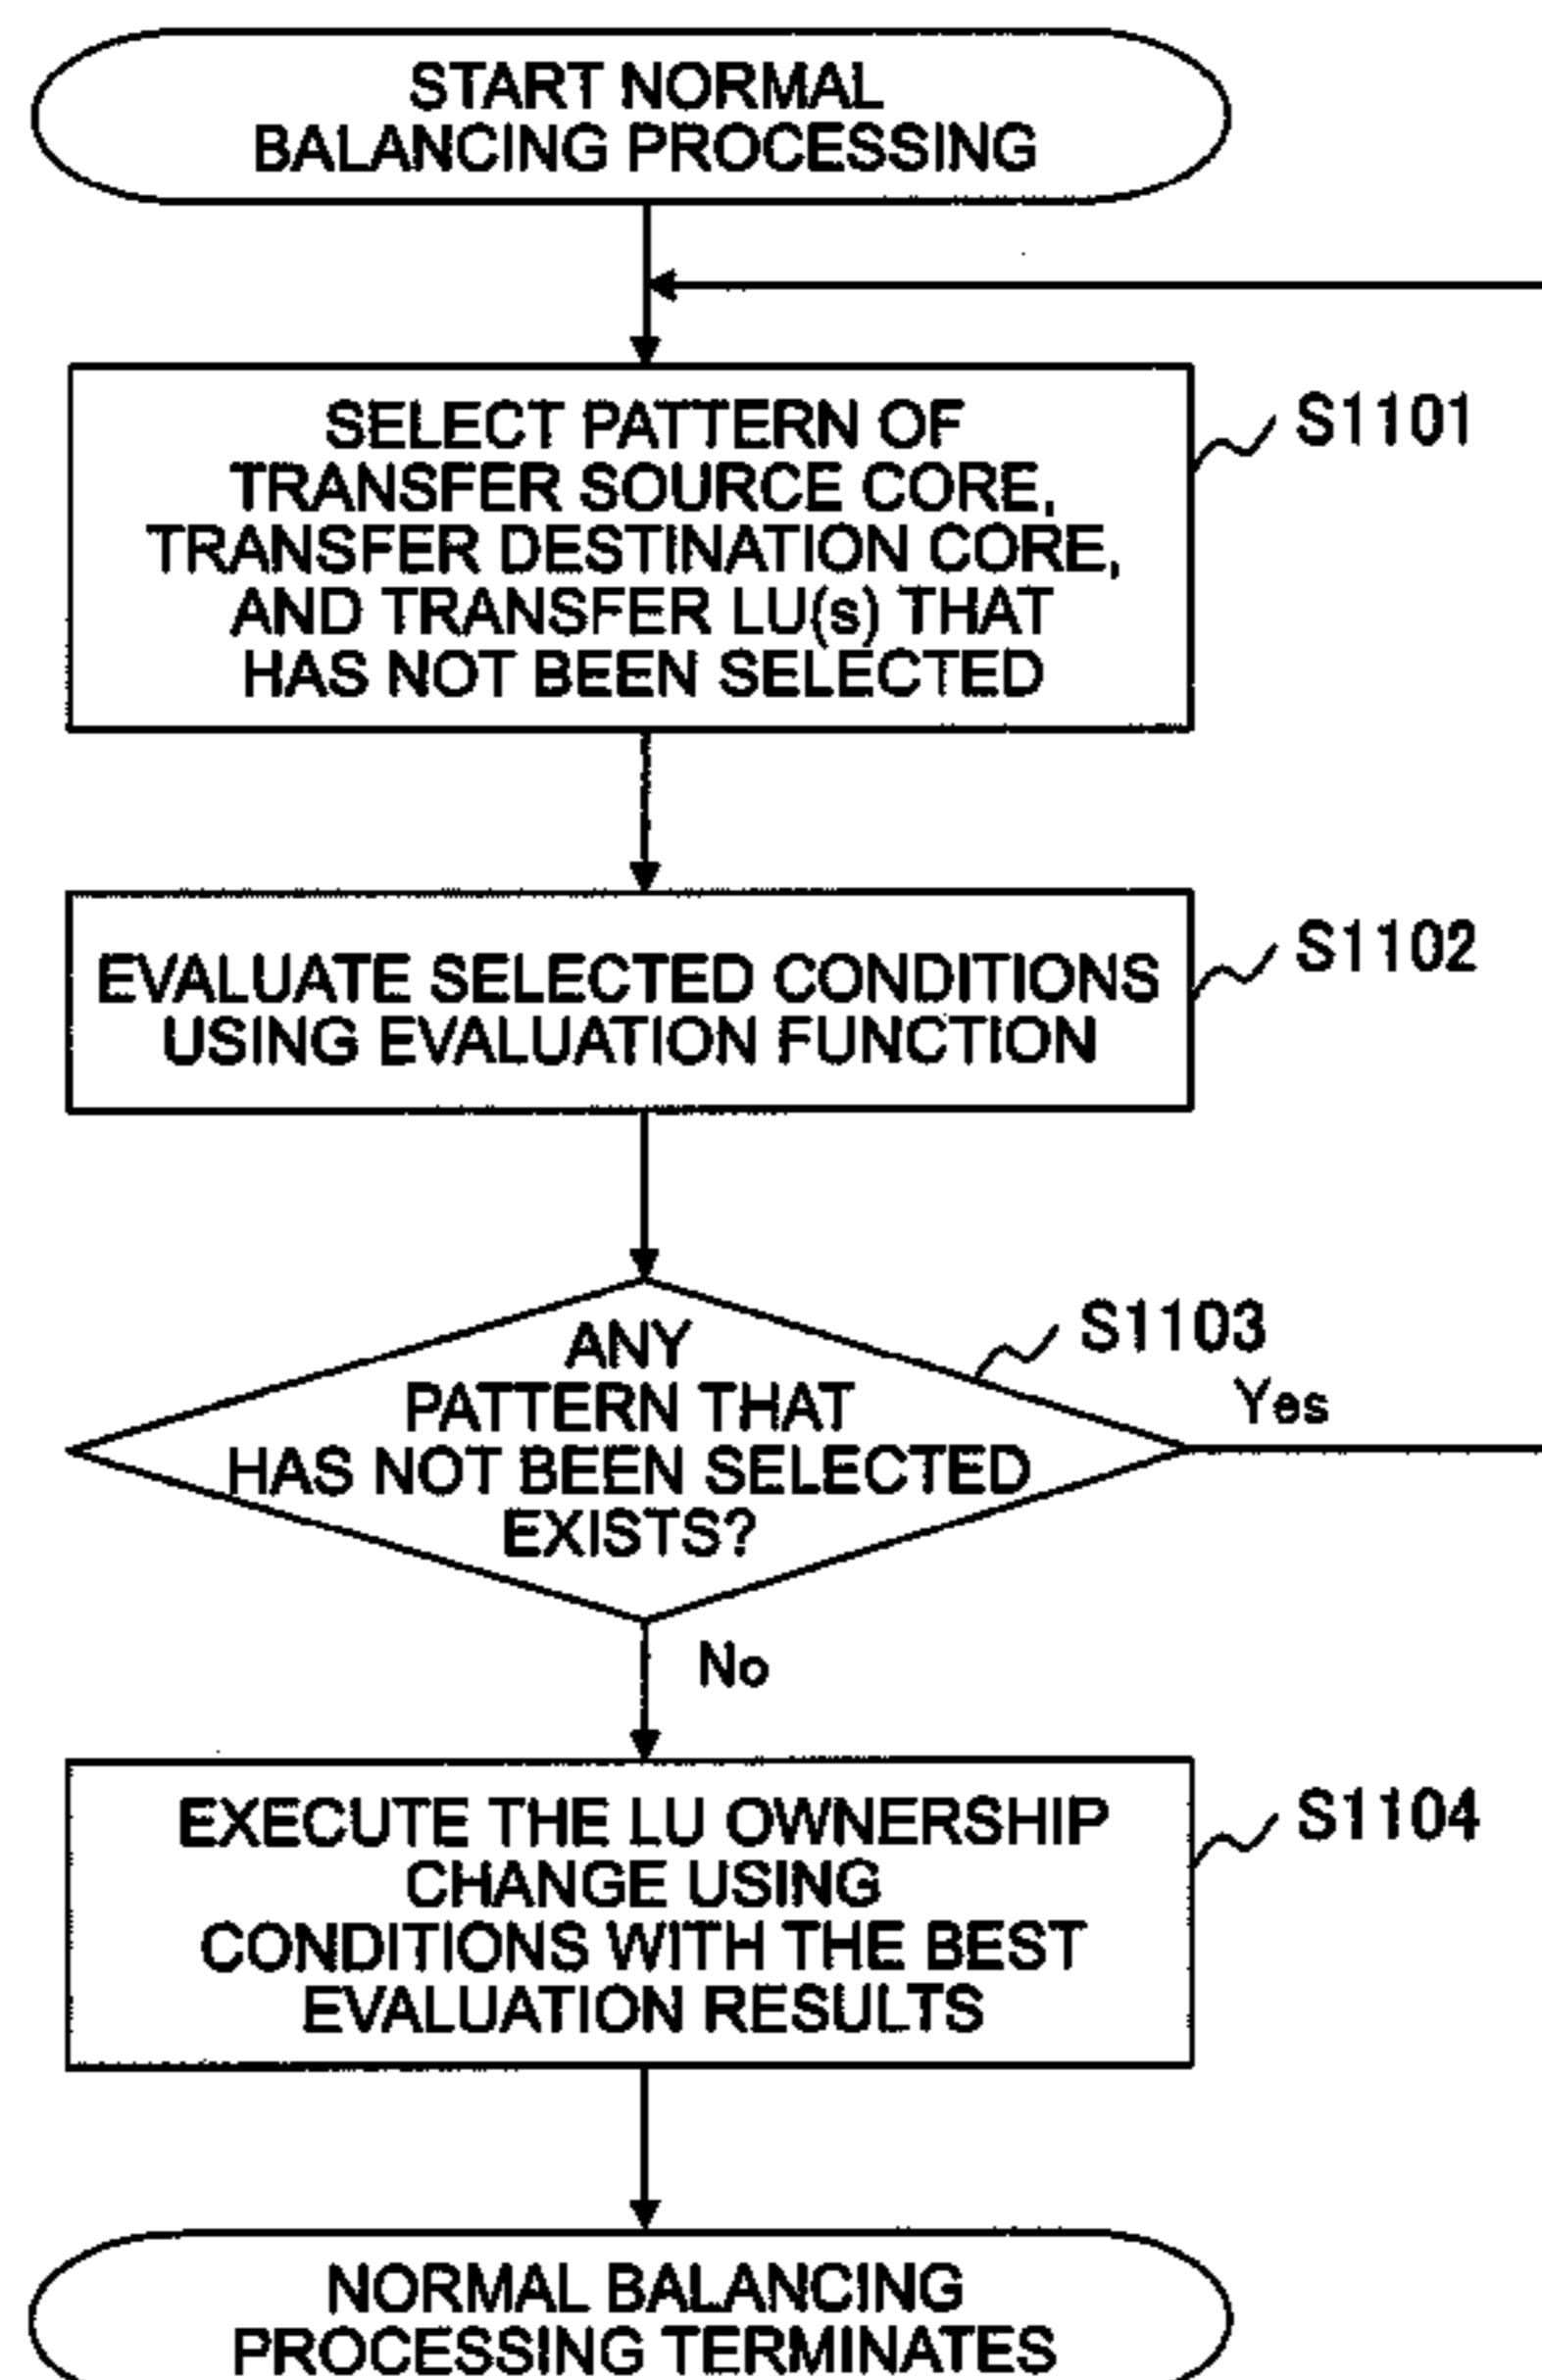 START NORMAL
BALANCING PROCESSING
SELECT PATTERN OF
TRANSFER SOURCE CORE,
TRANSFER DESTINATION CORE,
AND TRANSFER LU(s) THAT
HAS NOT BEEN SELECTED
S1101
EVALUATE SELECTED CONDITIONS
USING EVALUATION FUNCTION
S1102
ANY
PATTERN THAT
HAS NOT BEEN SELECTED
EXISTS?
S1103
Yes
No
EXECUTE THE LU OWNERSHIP
CHANGE USING
CONDITIONS WITH THE BEST
EVALUATION RESULTS
S1104
NORMAL BALANCING
PROCESSING TERMINATES